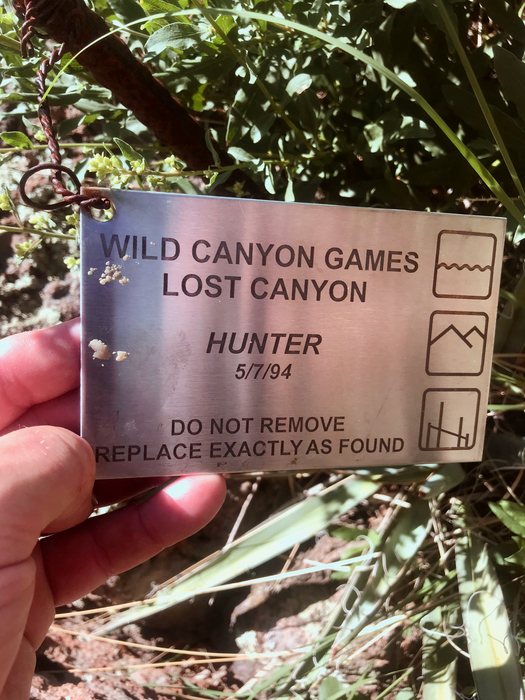 WILD CANYON GAMES
LOST CANYON
HUNTER
5/7/94
DO NOT REMOVE
REPLACE EXACTLY AS FOUND